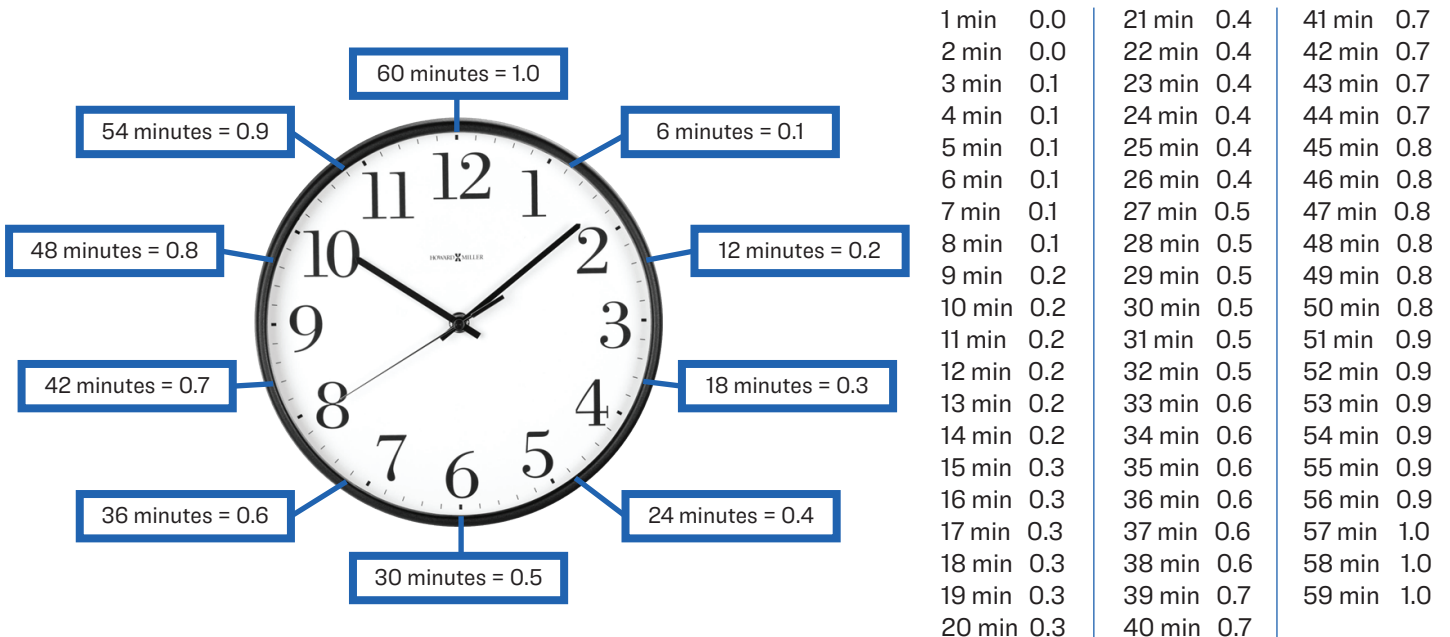 60 minutes = 1.0
54 minutes = 0.9
6 minutes = 0.1
48 minutes = 0.8
12 minutes = 0.2
42 minutes = 0.7
18 minutes = 0.3
36 minutes = 0.6
24 minutes = 0.4
30 minutes = 0.5
12
11
1
10
2
HOWARD MILLER
9
3
8
4
7
5
6
1 min 0.0
2 min 0.0
3 min 0.1
4 min 0.1
5 min 0.1
6 min 0.1
7 min 0.1
8 min 0.1
9 min 0.2
10 min 0.2
11 min 0.2
12 min 0.2
13 min 0.2
14 min 0.2
15 min 0.3
16 min 0.3
17 min 0.3
18 min 0.3
19 min 0.3
20 min 0.3
21 min 0.4
22 min 0.4
23 min 0.4
24 min 0.4
25 min 0.4
26 min 0.4
27 min 0.5
28 min 0.5
29 min 0.5
30 min 0.5
31 min 0.5
32 min 0.5
33 min 0.6
34 min 0.6
35 min 0.6
36 min 0.6
37 min 0.6
38 min 0.6
39 min 0.7
40 min 0.7
41 min 0.7
42 min 0.7
43 min 0.7
44 min 0.7
45 min 0.8
46 min 0.8
47 min 0.8
48 min 0.8
49 min 0.8
50 min 0.8
51 min 0.9
52 min 0.9
53 min 0.9
54 min 0.9
55 min 0.9
56 min 0.9
57 min 1.0
58 min 1.0
59 min 1.0